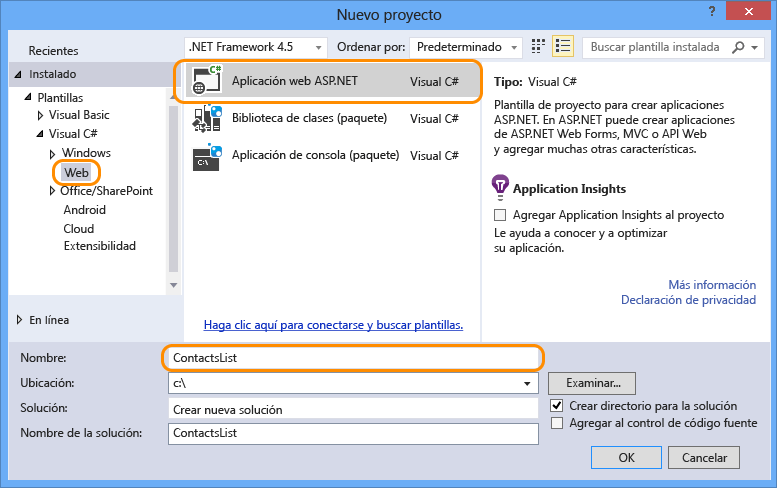 Nuevo proyecto
?
Recientes
.NET Framework 4.5
Ordenar por:
Predeterminado
Buscar plantilla instalada
Instalado
Plantillas
Visual Basic
Visual C#
Windows
Web
Office/SharePoint
Android
Cloud
Extensibilidad
En línea
C#
Aplicación web ASP.NET Visual C#
Biblioteca de clases (paquete) Visual C#
C:\
Aplicación de consola (paquete) Visual C#
Haga clic aquí para conectarse y buscar plantillas.
Tipo: Visual C#
Plantilla de proyecto para crear aplicaciones
ASP.NET. En ASP.NET puede crear aplicaciones
de ASP.NET Web Forms, MVC o API Web
y agregar muchas otras características.
Application Insights
Agregar Application Insights al proyecto
Le ayuda a conocer y a optimizar
su aplicación.
Más información
Declaración de privacidad
Nombre: ContactsList
Ubicación: c:\ Examinar...
Solución: Crear nueva solución
Nombre de la solución: ContactsList
Crear directorio para la solución
Agregar al control de código fuente
OK Cancelar